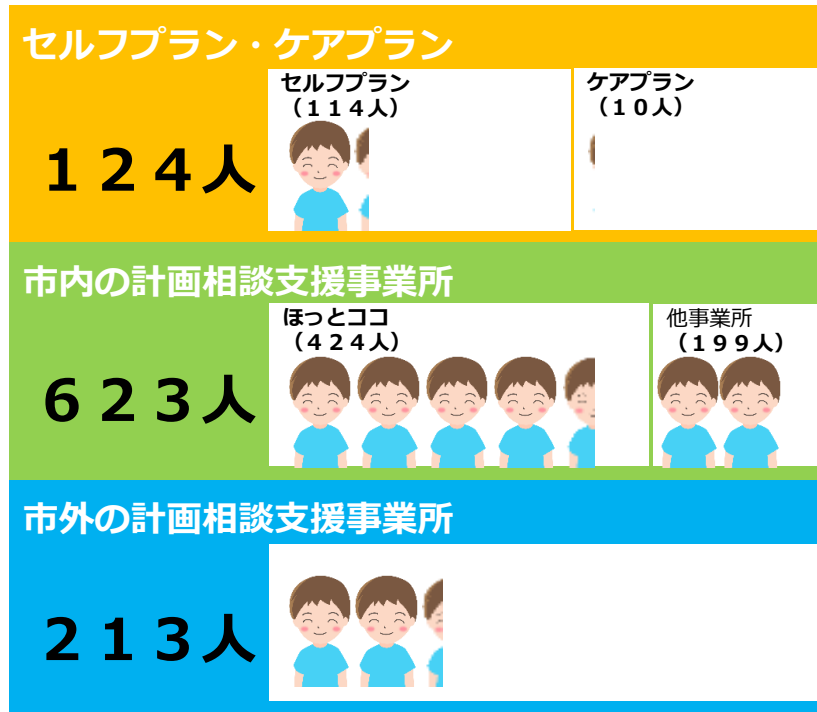 セルフプラン・ケアプラン
セルフプラン
（１１４人）
ケアプラン
（１０人）
１２４人
市内の計画相談支援事業所
ほっとココ
（４２４人）
他事業所
（１９９人）
６２３人
市外の計画相談支援事業所
２１３人